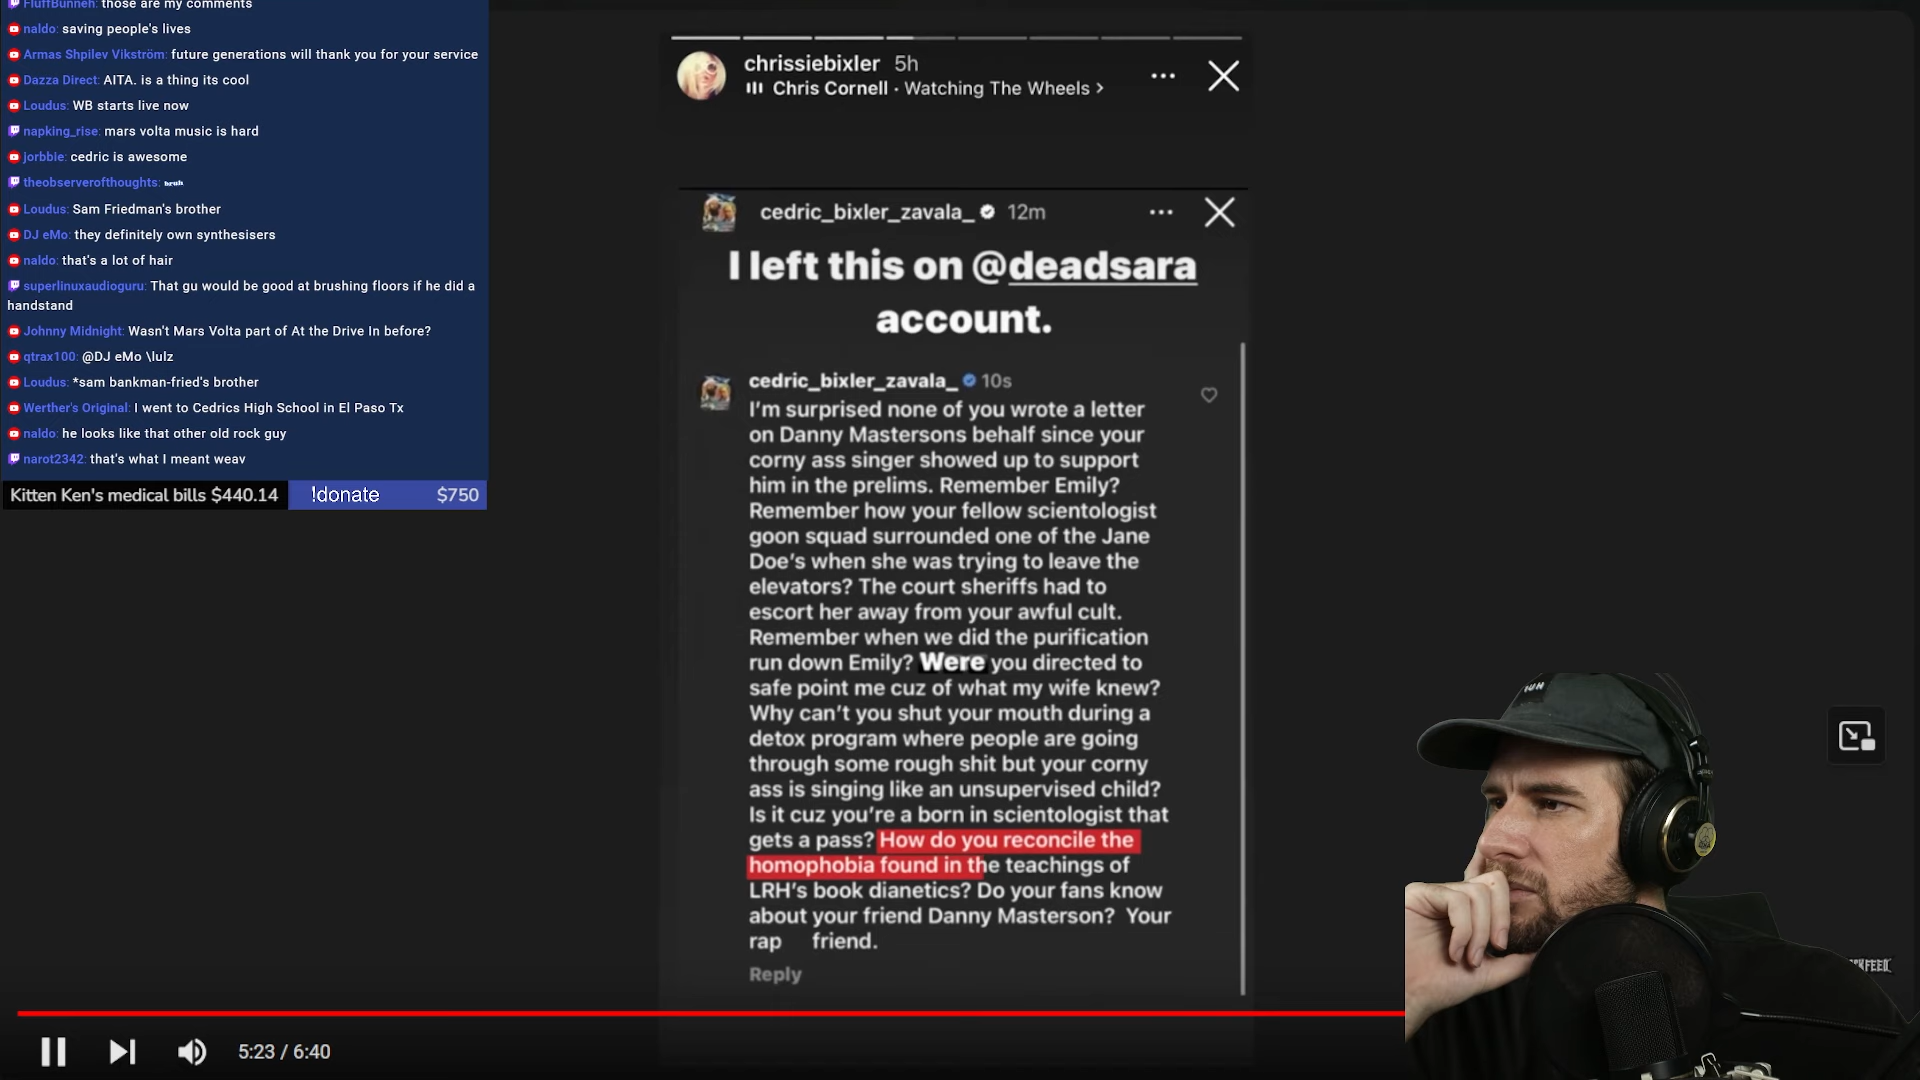 FluffBunneh: those are my comments
naldo: saving people's lives
Armas Shpilev Vikström: future generations will thank you for your service
Dazza Direct: AITA. is a thing its cool
Loudus: WB starts live now
napking_rise: mars volta music is hard
jorbbie: cedric is awesome
theobserverofthoughts: bruh
Loudus: Sam Friedman's brother
DJ eMo: they definitely own synthesisers
naldo: that's a lot of hair
superlinuxaudioguru: That gu would be good at brushing floors if he did a
handstand
Johnny Midnight: Wasn't Mars Volta part of At the Drive In before?
qtrax100: @DJ eMo \lulz
Loudus: *sam bankman-fried's brother
Werther's Original: I went to Cedrics High School in El Paso Tx
naldo: he looks like that other old rock guy
narot2342: that's what I meant weav
Kitten Ken's medical bills $440.14 !donate $750
chrissiebixler 5h
Chris Cornell · Watching The Wheels >
cedric_bixler_zavala_ 12m
I left this on @deadsara
account.
cedric_bixler_zavala_ 10s
I'm surprised none of you wrote a letter
on Danny Mastersons behalf since your
corny ass singer showed up to support
him in the prelims. Remember Emily?
Remember how your fellow scientologist
goon squad surrounded one of the Jane
Doe's when she was trying to leave the
elevators? The court sheriffs had to
escort her away from your awful cult.
Remember when we did the purification
run down Emily? Were you directed to
safe point me cuz of what my wife knew?
Why can't you shut your mouth during a
detox program where people are going
through some rough shit but your corny
ass is singing like an unsupervised child?
Is it cuz you're a born in scientologist that
gets a pass? How do you reconcile the
homophobia found in the teachings of
LRH's book dianetics? Do your fans know
about your friend Danny Masterson? Your
rap friend.
Reply
5:23 / 6:40